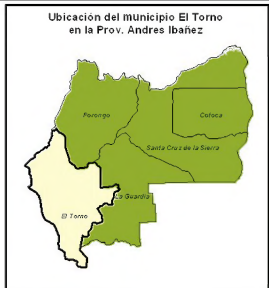 Ubicación del municipio El Torno
en la Prov. Andres Ibañez
Porongo
Cotoca
Santa Cruz de la Sierra
La Guardia
El Torno